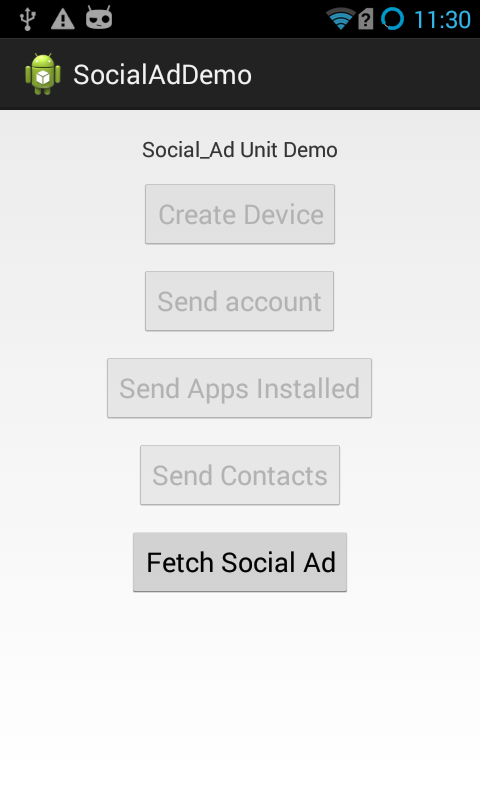 11:30
SocialAdDemo
Social_Ad Unit Demo
Create Device
Send account
Send Apps Installed
Send Contacts
Fetch Social Ad